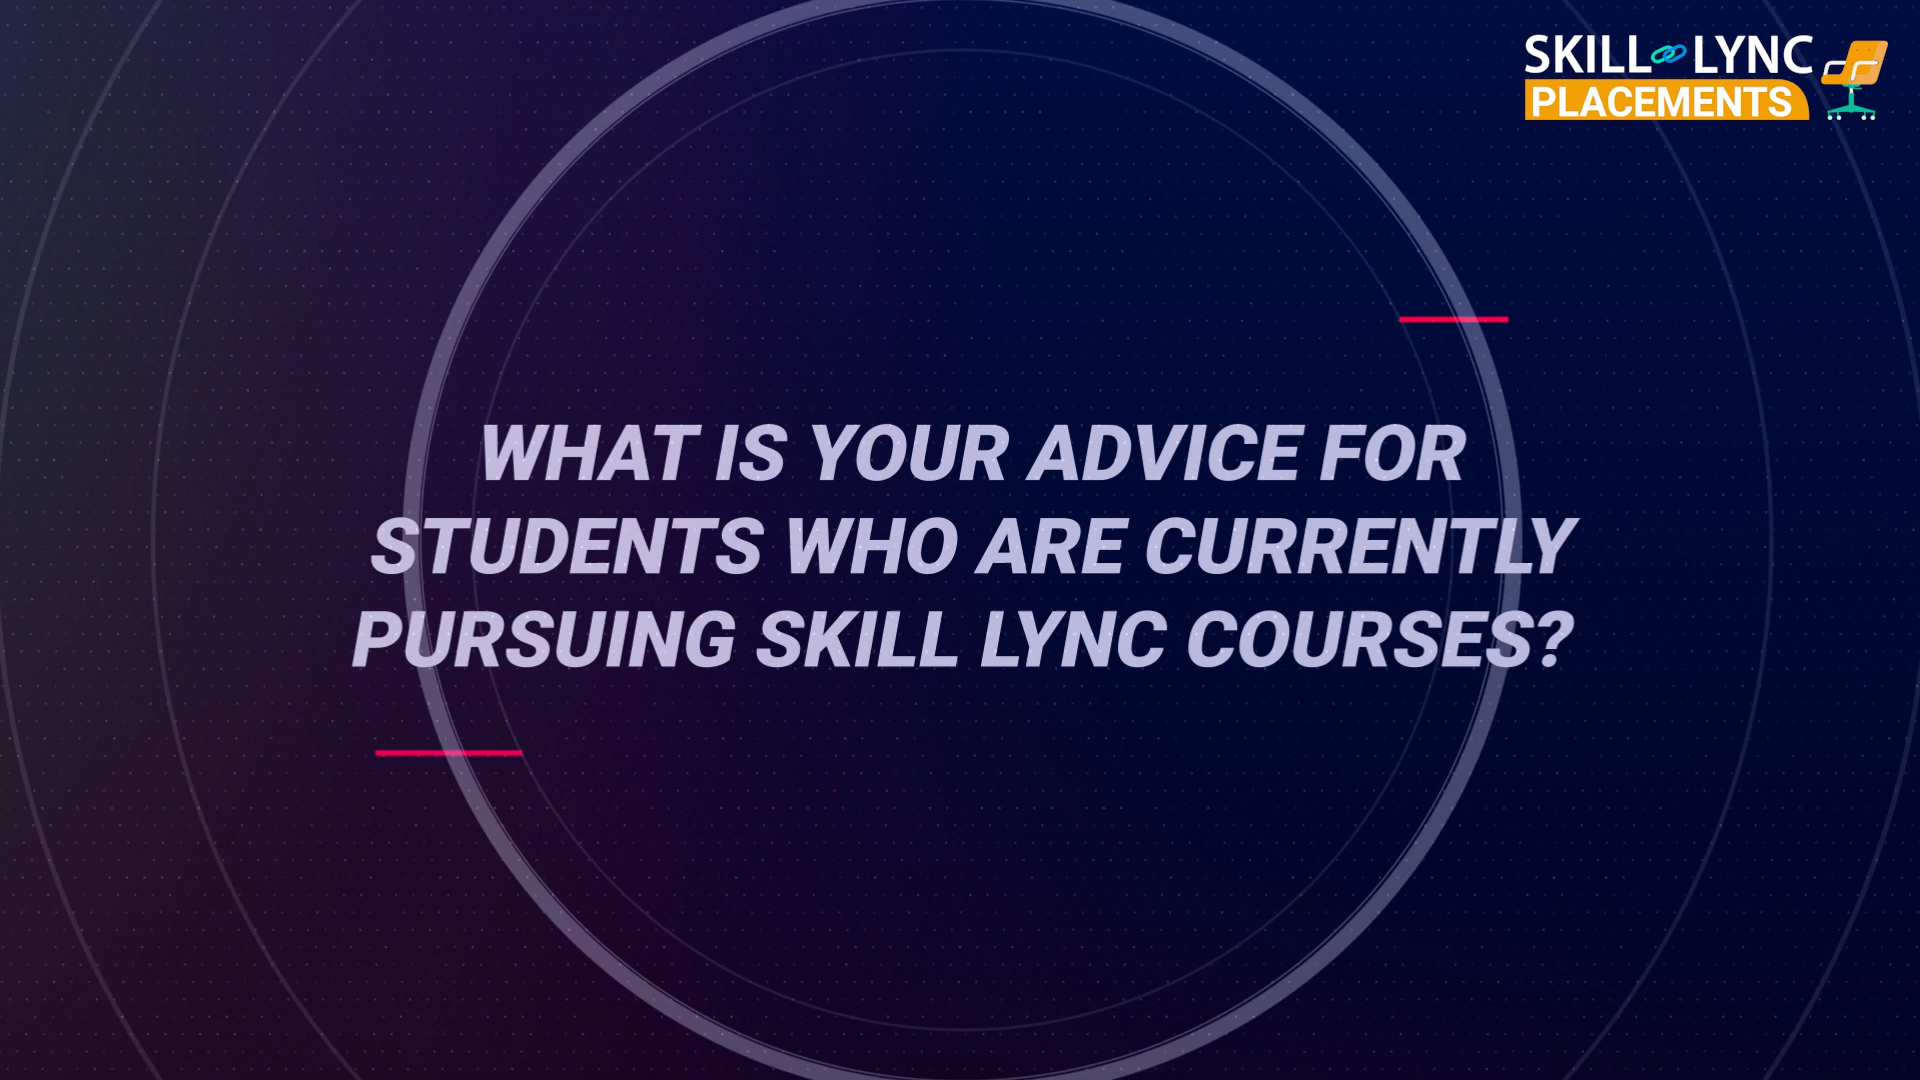 SKILL LYNC
PLACEMENTS
WHAT IS YOUR ADVICE FOR
STUDENTS WHO ARE CURRENTLY
PURSUING SKILL LYNC COURSES?